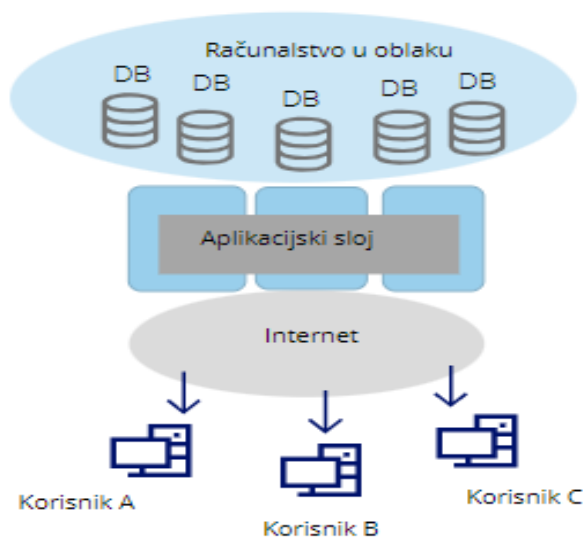 Računalstvo u oblaku
DB
DB
DB
DB
DB
Aplikacijski sloj
Internet
Korisnik A
Korisnik B
Korisnik C